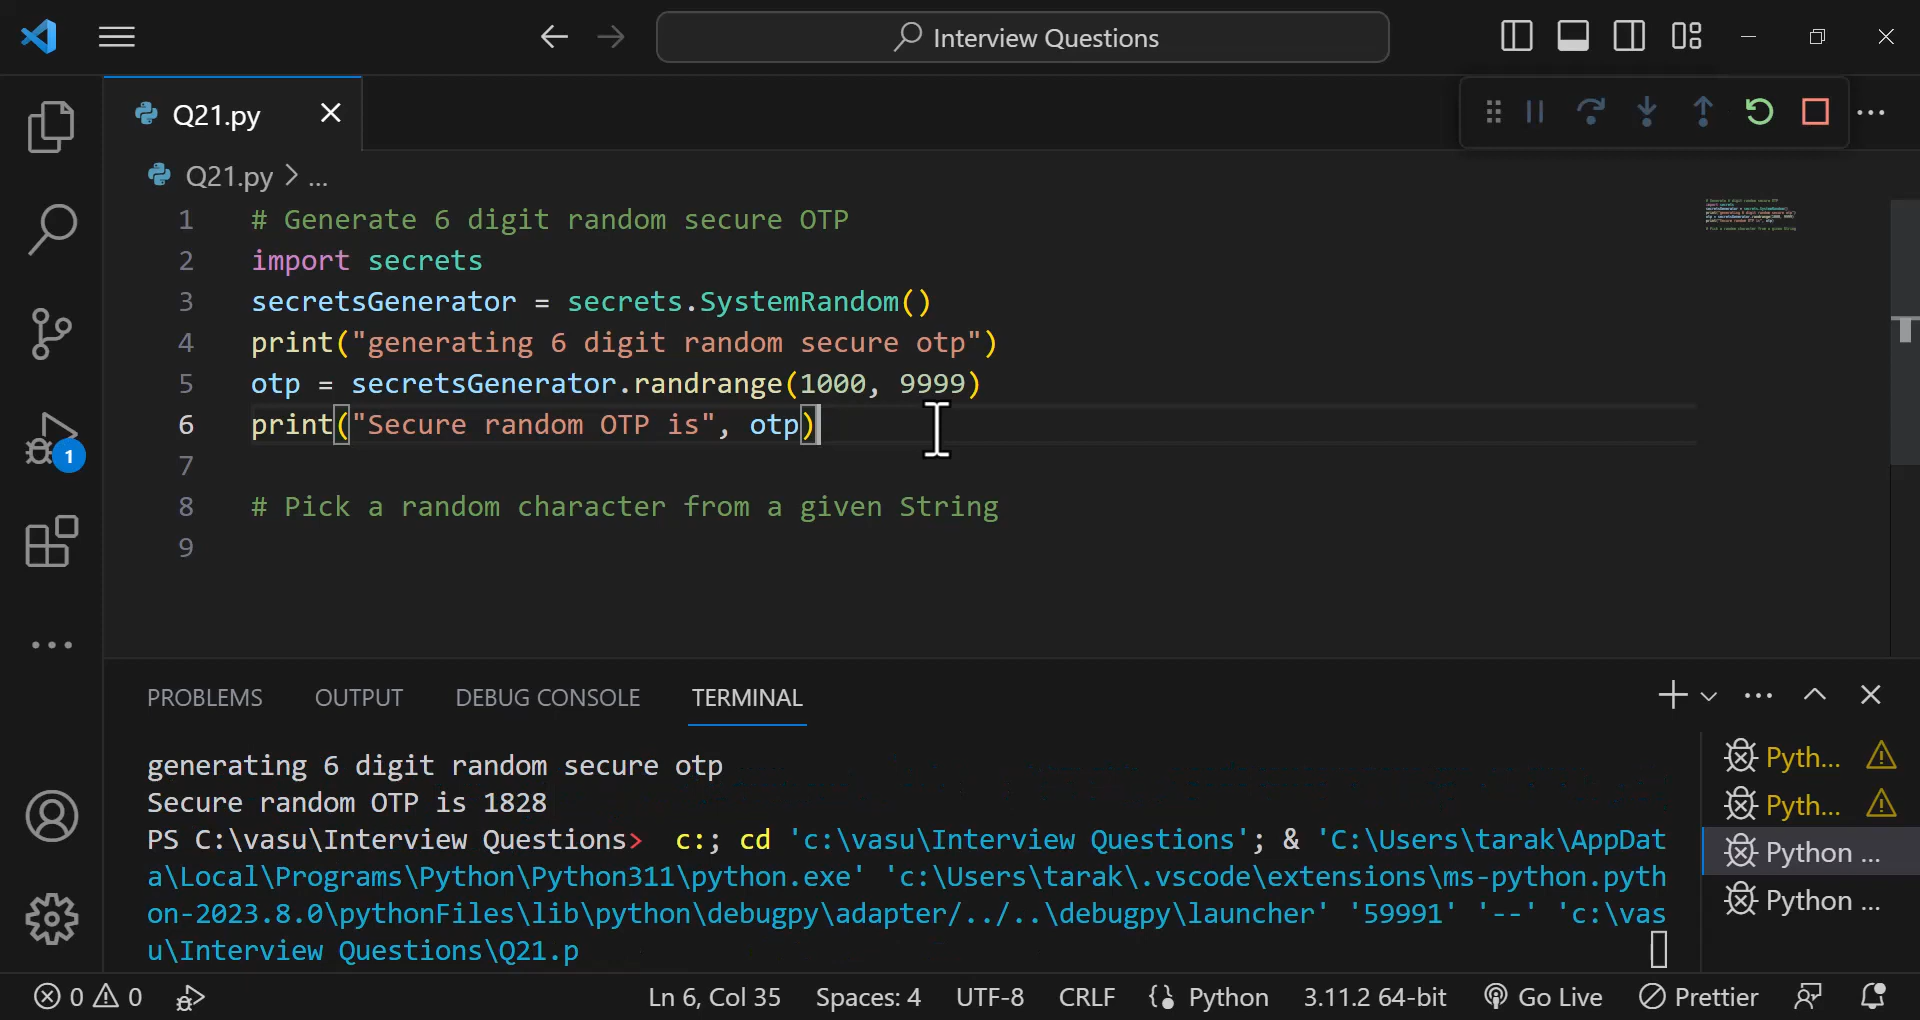 Interview Questions
Q21.py
Q21.py > ...
1 # Generate 6 digit random secure OTP
2 import secrets
3 secretsGenerator = secrets.SystemRandom()
4 print("generating 6 digit random secure otp")
5 otp = secretsGenerator.randrange(1000, 9999)
6 print("Secure random OTP is", otp)
7
8 # Pick a random character from a given String
9
1
PROBLEMS OUTPUT DEBUG CONSOLE TERMINAL
generating 6 digit random secure otp
Secure random OTP is 1828
PS C:\vasu\Interview Questions> c:; cd 'c:\vasu\Interview Questions'; & 'C:\Users\tarak\AppDat
a\Local\Programs\Python\Python311\python.exe' 'c:\Users\tarak\.vscode\extensions\ms-python.pyth
on-2023.8.0\pythonFiles\lib\python\debugpy\adapter/../..\debugpy\launcher' '59991' '--' 'c:\vas
u\Interview Questions\Q21.p
Pyth...
Pyth...
Python ...
Python ...
0 0 Ln 6, Col 35 Spaces: 4 UTF-8 CRLF Python 3.11.2 64-bit Go Live Prettier